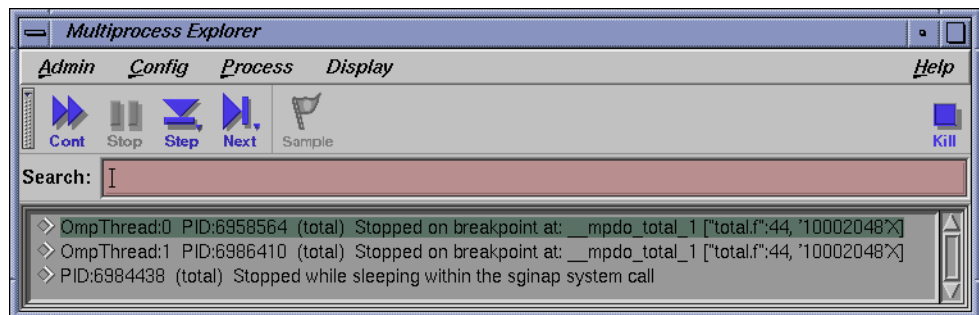 Multiprocess Explorer
Admin Config Process Display Help
Cont Stop Step Next Sample Kill
Search:
OmpThread:0 PID:6958564 (total) Stopped on breakpoint at: __mpdo_total_1 ["total.f":44, '10002048'X]
OmpThread:1 PID:6986410 (total) Stopped on breakpoint at: __mpdo_total_1 ["total.f":44, '10002048'X]
PID:6984438 (total) Stopped while sleeping within the sginap system call